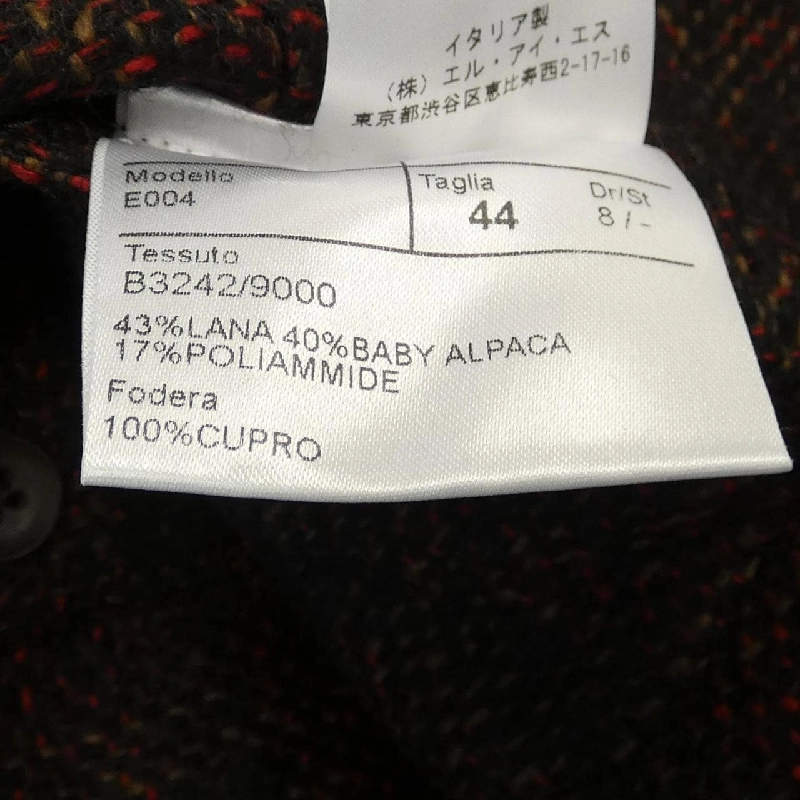 イタリア製
(株) エル・アイ・エス
東京都渋谷区恵比寿西2-17-16
Modello
E004
Taglia
44
Dr/St
8 / -
Tessuto
B3242/9000
43%LANA 40%BABY ALPACA
17%POLIAMMIDE
Fodera
100%CUPRO